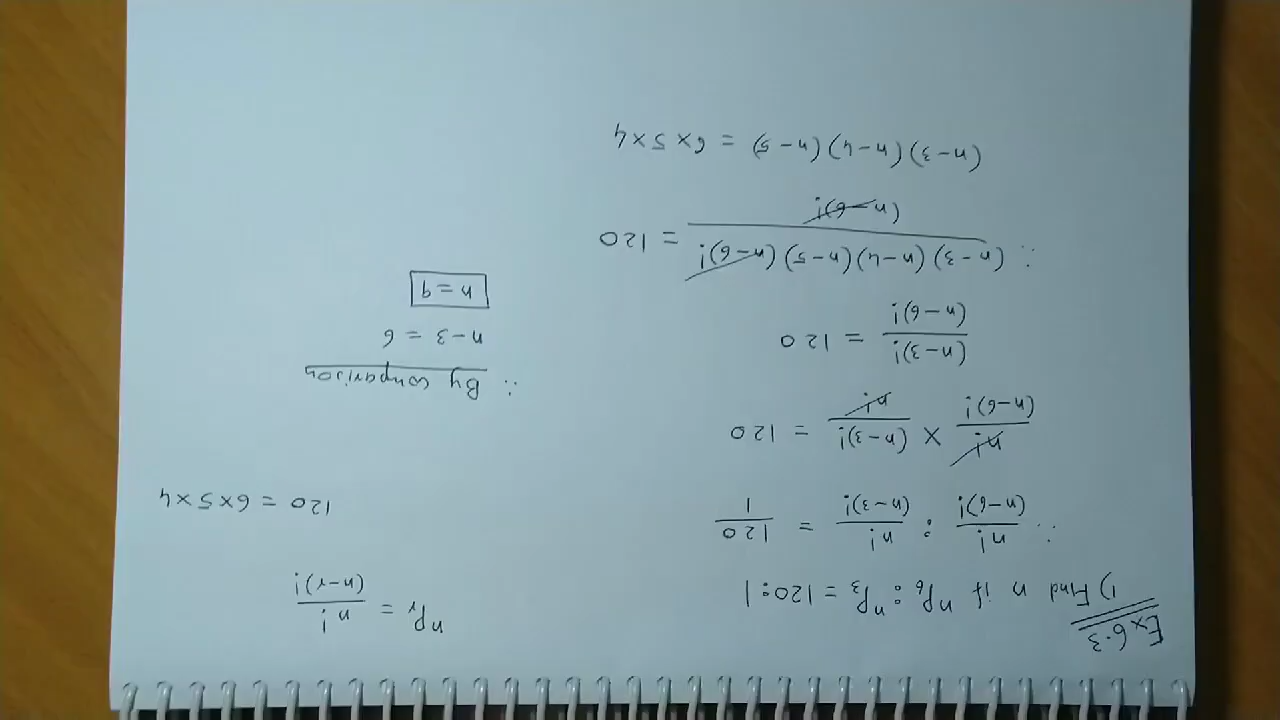 Ex 6.3
1) Find n if nP6 : nP3 = 120:1
nPr = n! / (n-r)!
∴ n! / (n-6)! : n! / (n-3)! = 120 / 1
120 = 6×5×4
n! / (n-6)! × (n-3)! / n! = 120
(n-3)! / (n-6)! = 120
∴ (n-3)(n-4)(n-5)(n-6)! / (n-6)! = 120
(n-3)(n-4)(n-5) = 6×5×4
∴ By comparison
n-3 = 6
n = 9